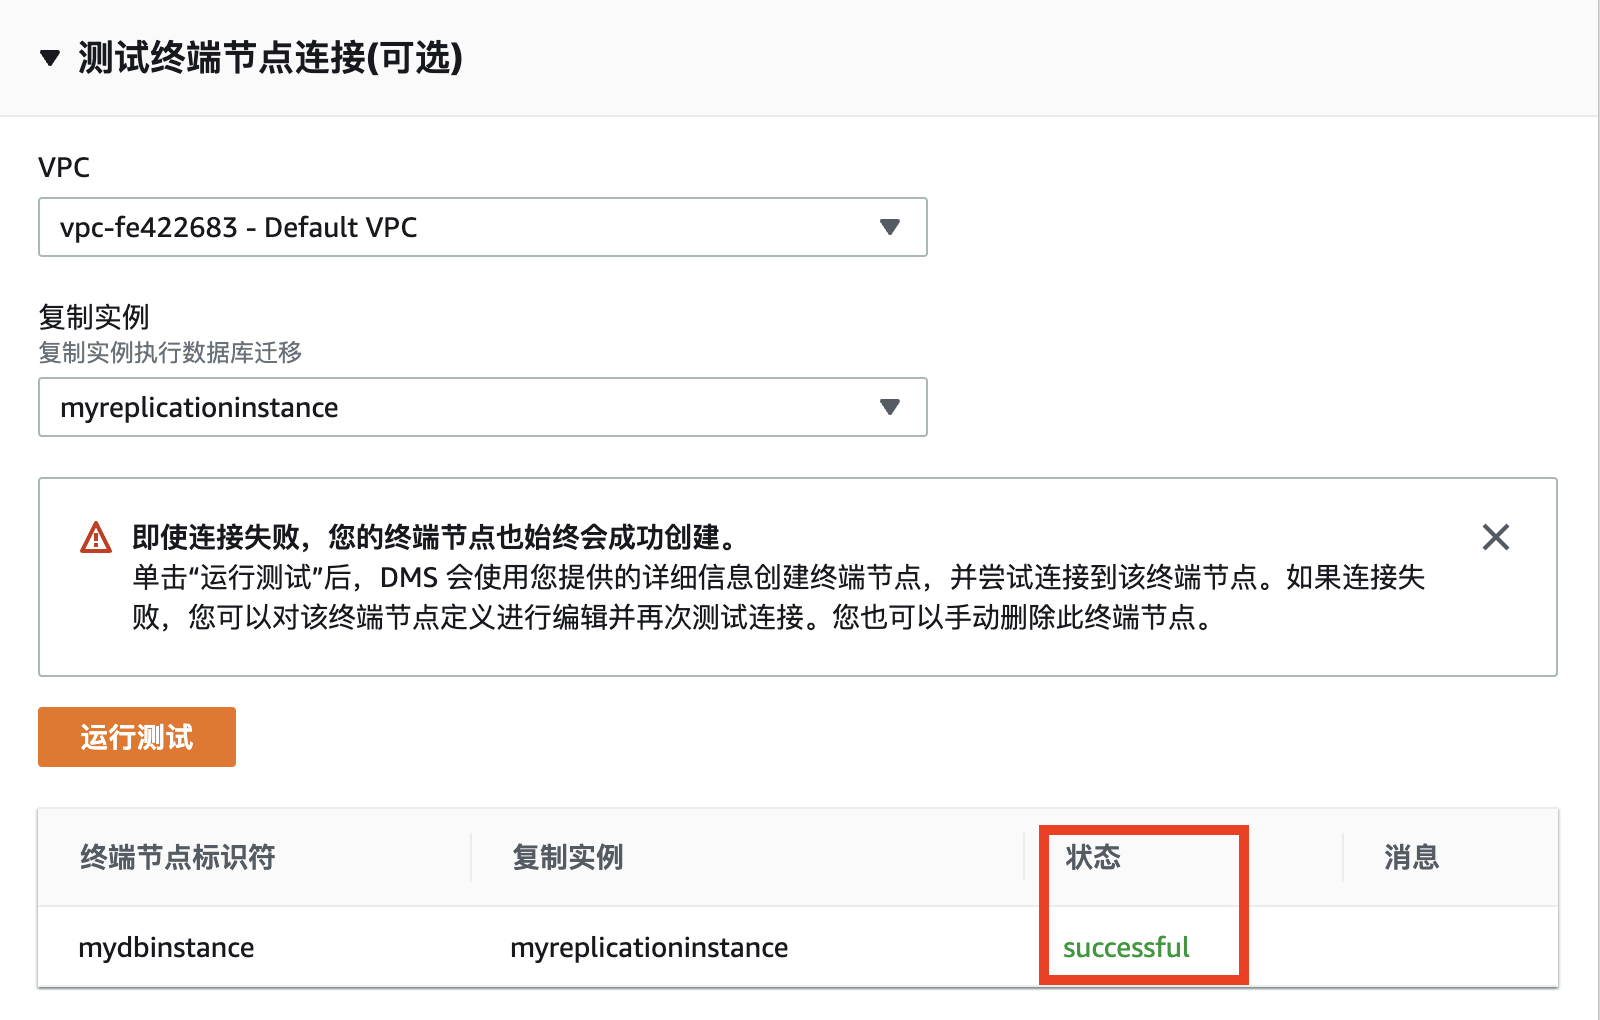 测试终端节点连接(可选)
VPC
vpc-fe422683 - Default VPC
复制实例
复制实例执行数据库迁移
myreplicationinstance
即使连接失败，您的终端节点也始终会成功创建。
单击“运行测试”后，DMS 会使用您提供的详细信息创建终端节点，并尝试连接到该终端节点。如果连接失
败，您可以对该终端节点定义进行编辑并再次测试连接。您也可以手动删除此终端节点。
运行测试
终端节点标识符 复制实例 状态 消息
mydbinstance myreplicationinstance successful